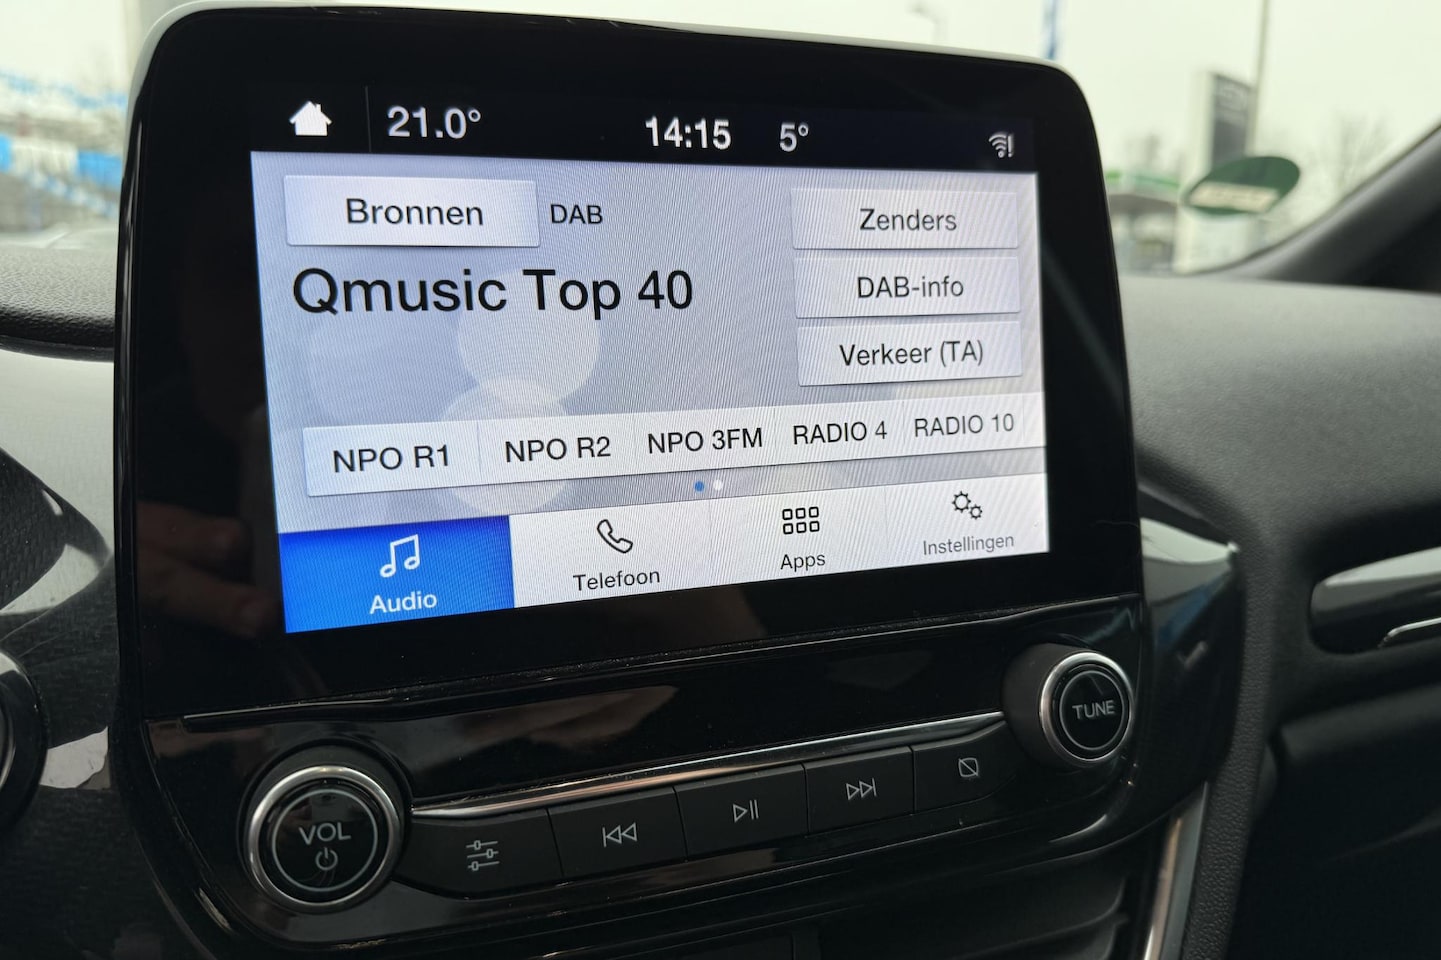 21.0° 14:15 5°
Bronnen DAB Zenders
Qmusic Top 40 DAB-info
Verkeer (TA)
NPO R1 NPO R2 NPO 3FM RADIO 4 RADIO 10
Audio Telefoon Apps Instellingen
TUNE
VOL